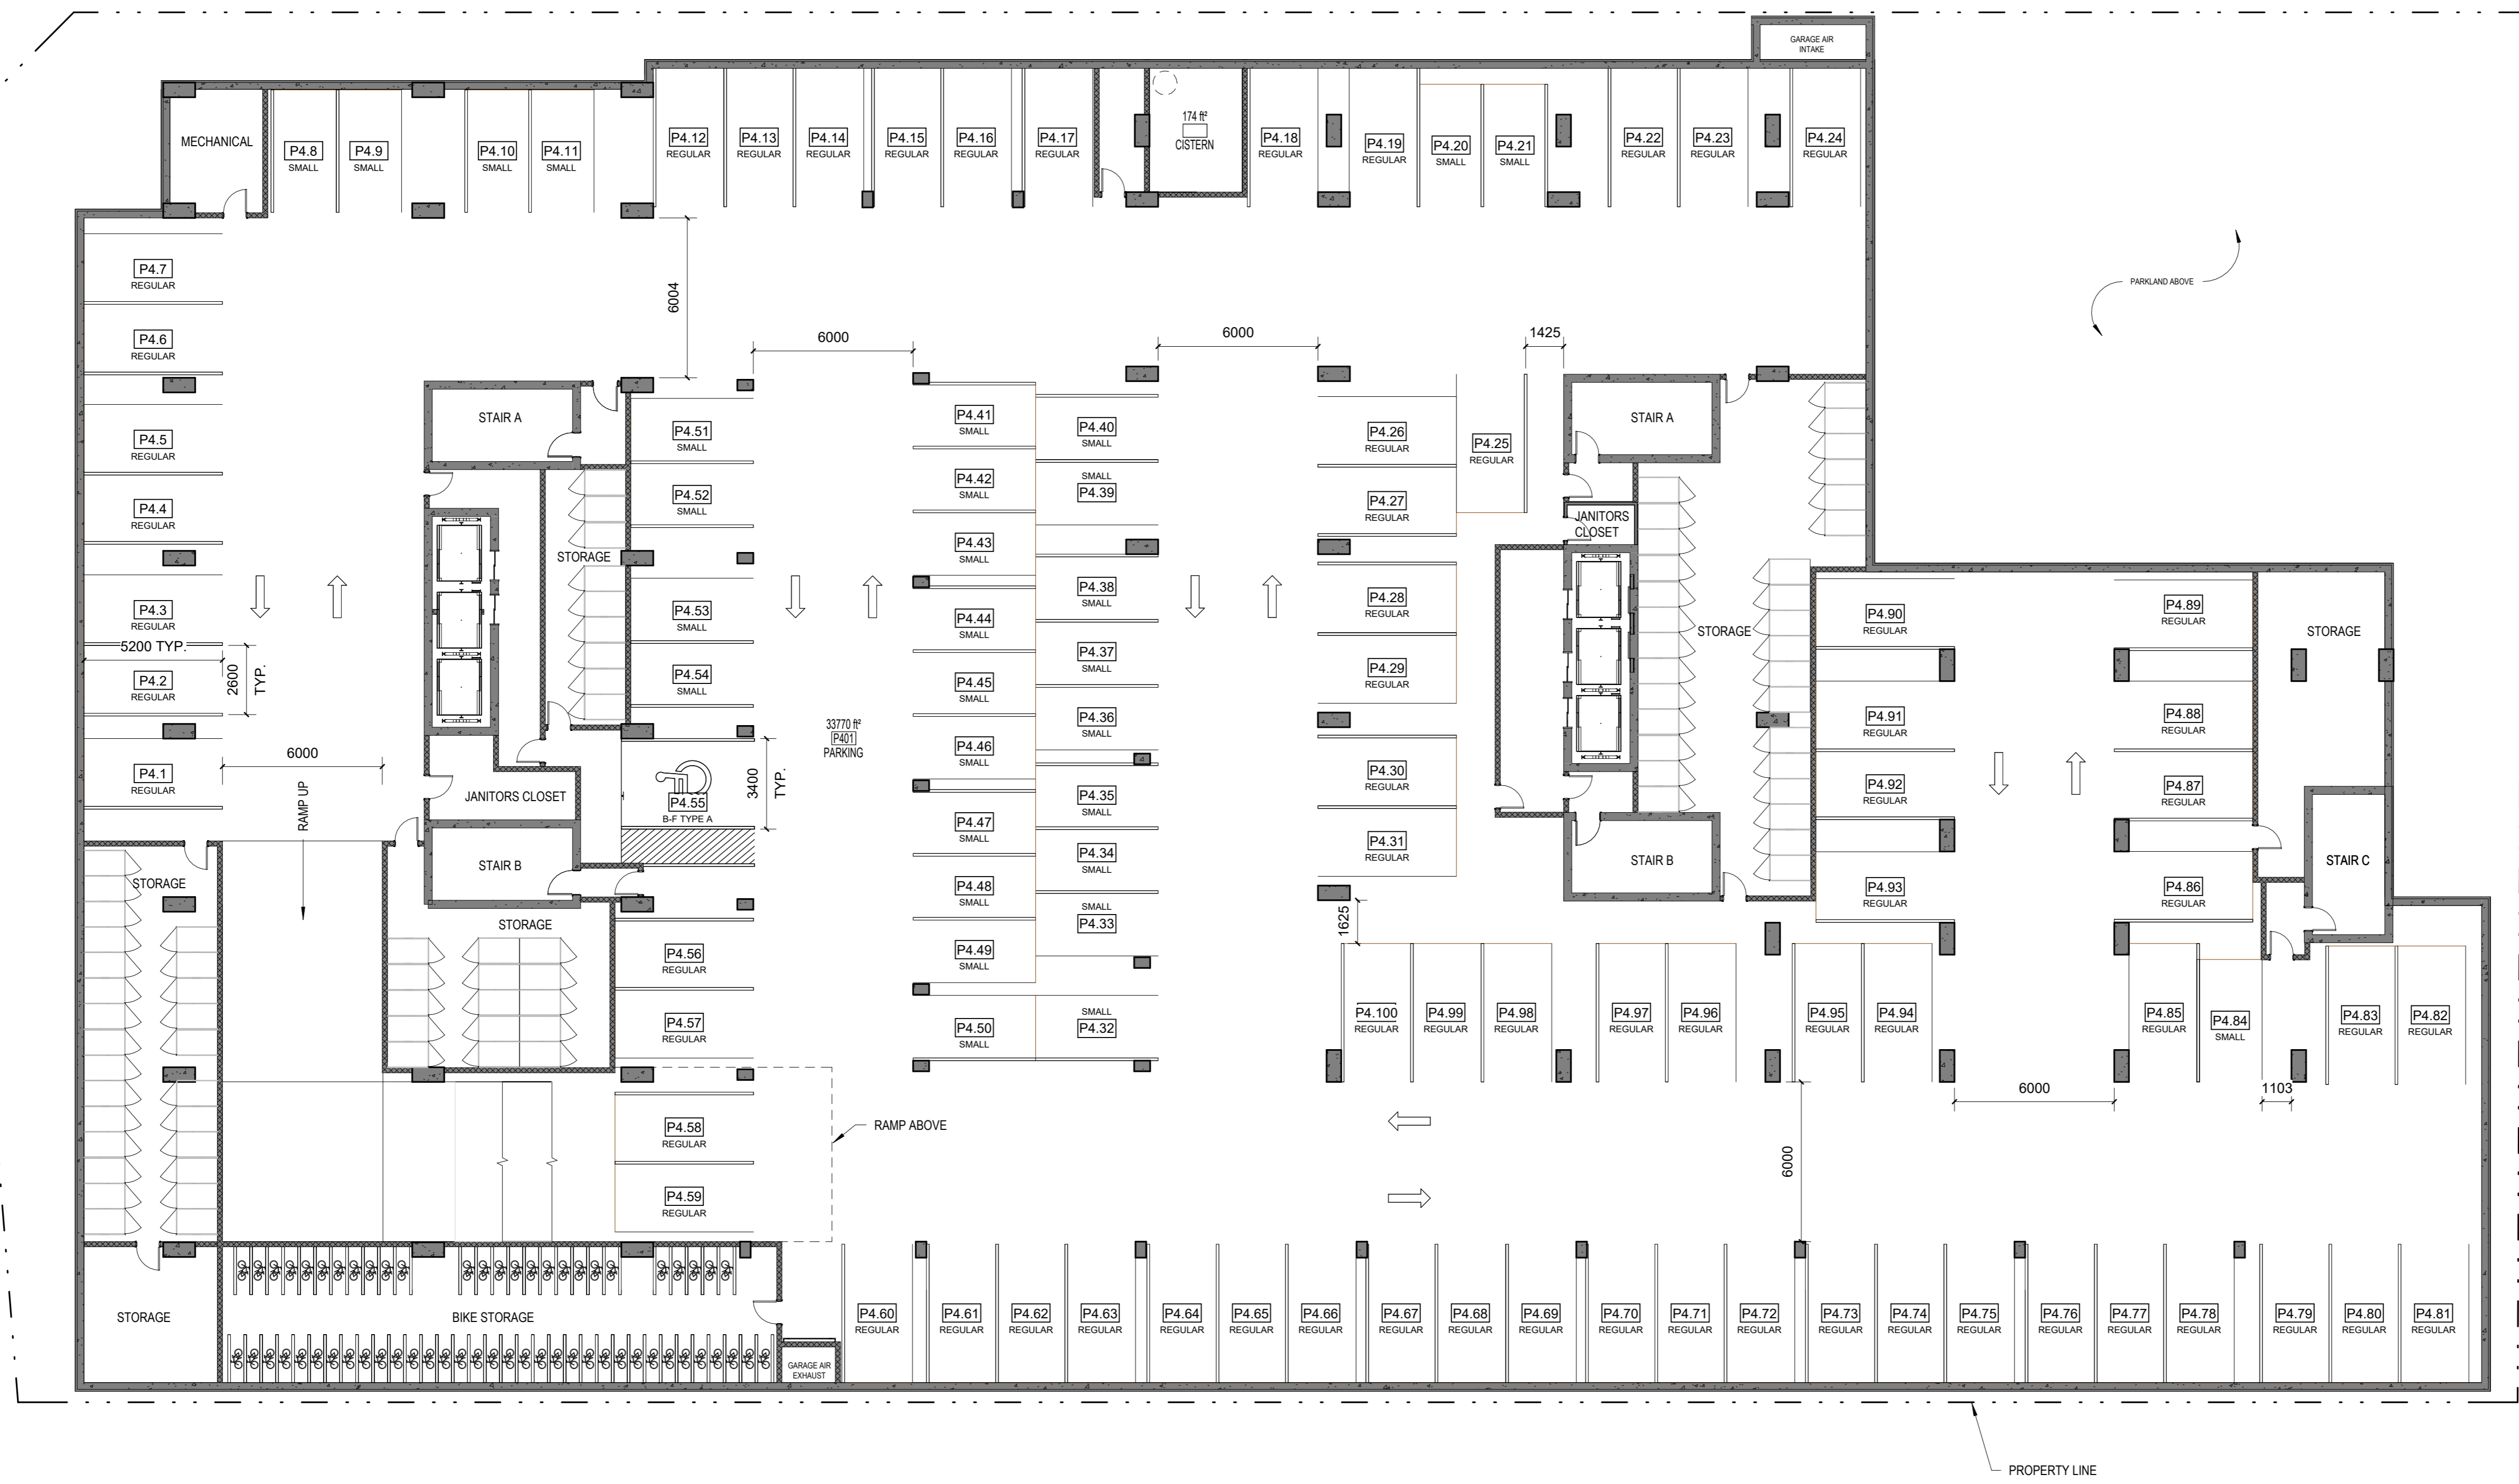 GARAGE AIR
INTAKE
MECHANICAL
P4.8
SMALL
P4.9
SMALL
P4.10
SMALL
P4.11
SMALL
P4.12
REGULAR
P4.13
REGULAR
P4.14
REGULAR
P4.15
REGULAR
P4.16
REGULAR
P4.17
REGULAR
174 ft²
CISTERN
P4.18
REGULAR
P4.19
REGULAR
P4.20
SMALL
P4.21
SMALL
P4.22
REGULAR
P4.23
REGULAR
P4.24
REGULAR
P4.7
REGULAR
P4.6
REGULAR
P4.5
REGULAR
P4.4
REGULAR
P4.3
REGULAR
5200 TYP.
2600
TYP.
P4.2
REGULAR
P4.1
REGULAR
6000
RAMP UP
6004
6000
6000
1425
PARKLAND ABOVE
STAIR A
STORAGE
JANITORS CLOSET
STAIR B
STORAGE
STORAGE
P4.51
SMALL
P4.52
SMALL
P4.53
SMALL
P4.54
SMALL
P4.55
B-F TYPE A
3400
TYP.
33770 ft²
P401
PARKING
P4.56
REGULAR
P4.57
REGULAR
P4.58
REGULAR
P4.59
REGULAR
RAMP ABOVE
P4.41
SMALL
P4.42
SMALL
P4.43
SMALL
P4.44
SMALL
P4.45
SMALL
P4.46
SMALL
P4.47
SMALL
P4.48
SMALL
P4.49
SMALL
P4.50
SMALL
P4.40
SMALL
SMALL
P4.39
P4.38
SMALL
P4.37
SMALL
P4.36
SMALL
P4.35
SMALL
P4.34
SMALL
SMALL
P4.33
SMALL
P4.32
P4.26
REGULAR
P4.25
REGULAR
P4.27
REGULAR
P4.28
REGULAR
P4.29
REGULAR
P4.30
REGULAR
P4.31
REGULAR
1625
STAIR A
JANITORS
CLOSET
STORAGE
STAIR B
P4.90
REGULAR
P4.91
REGULAR
P4.92
REGULAR
P4.93
REGULAR
P4.89
REGULAR
P4.88
REGULAR
P4.87
REGULAR
P4.86
REGULAR
STORAGE
STAIR C
P4.100
REGULAR
P4.99
REGULAR
P4.98
REGULAR
P4.97
REGULAR
P4.96
REGULAR
P4.95
REGULAR
P4.94
REGULAR
P4.85
REGULAR
P4.84
SMALL
P4.83
REGULAR
P4.82
REGULAR
6000
1103
6000
STORAGE
BIKE STORAGE
GARAGE AIR
EXHAUST
P4.60
REGULAR
P4.61
REGULAR
P4.62
REGULAR
P4.63
REGULAR
P4.64
REGULAR
P4.65
REGULAR
P4.66
REGULAR
P4.67
REGULAR
P4.68
REGULAR
P4.69
REGULAR
P4.70
REGULAR
P4.71
REGULAR
P4.72
REGULAR
P4.73
REGULAR
P4.74
REGULAR
P4.75
REGULAR
P4.76
REGULAR
P4.77
REGULAR
P4.78
REGULAR
P4.79
REGULAR
P4.80
REGULAR
P4.81
REGULAR
PROPERTY LINE